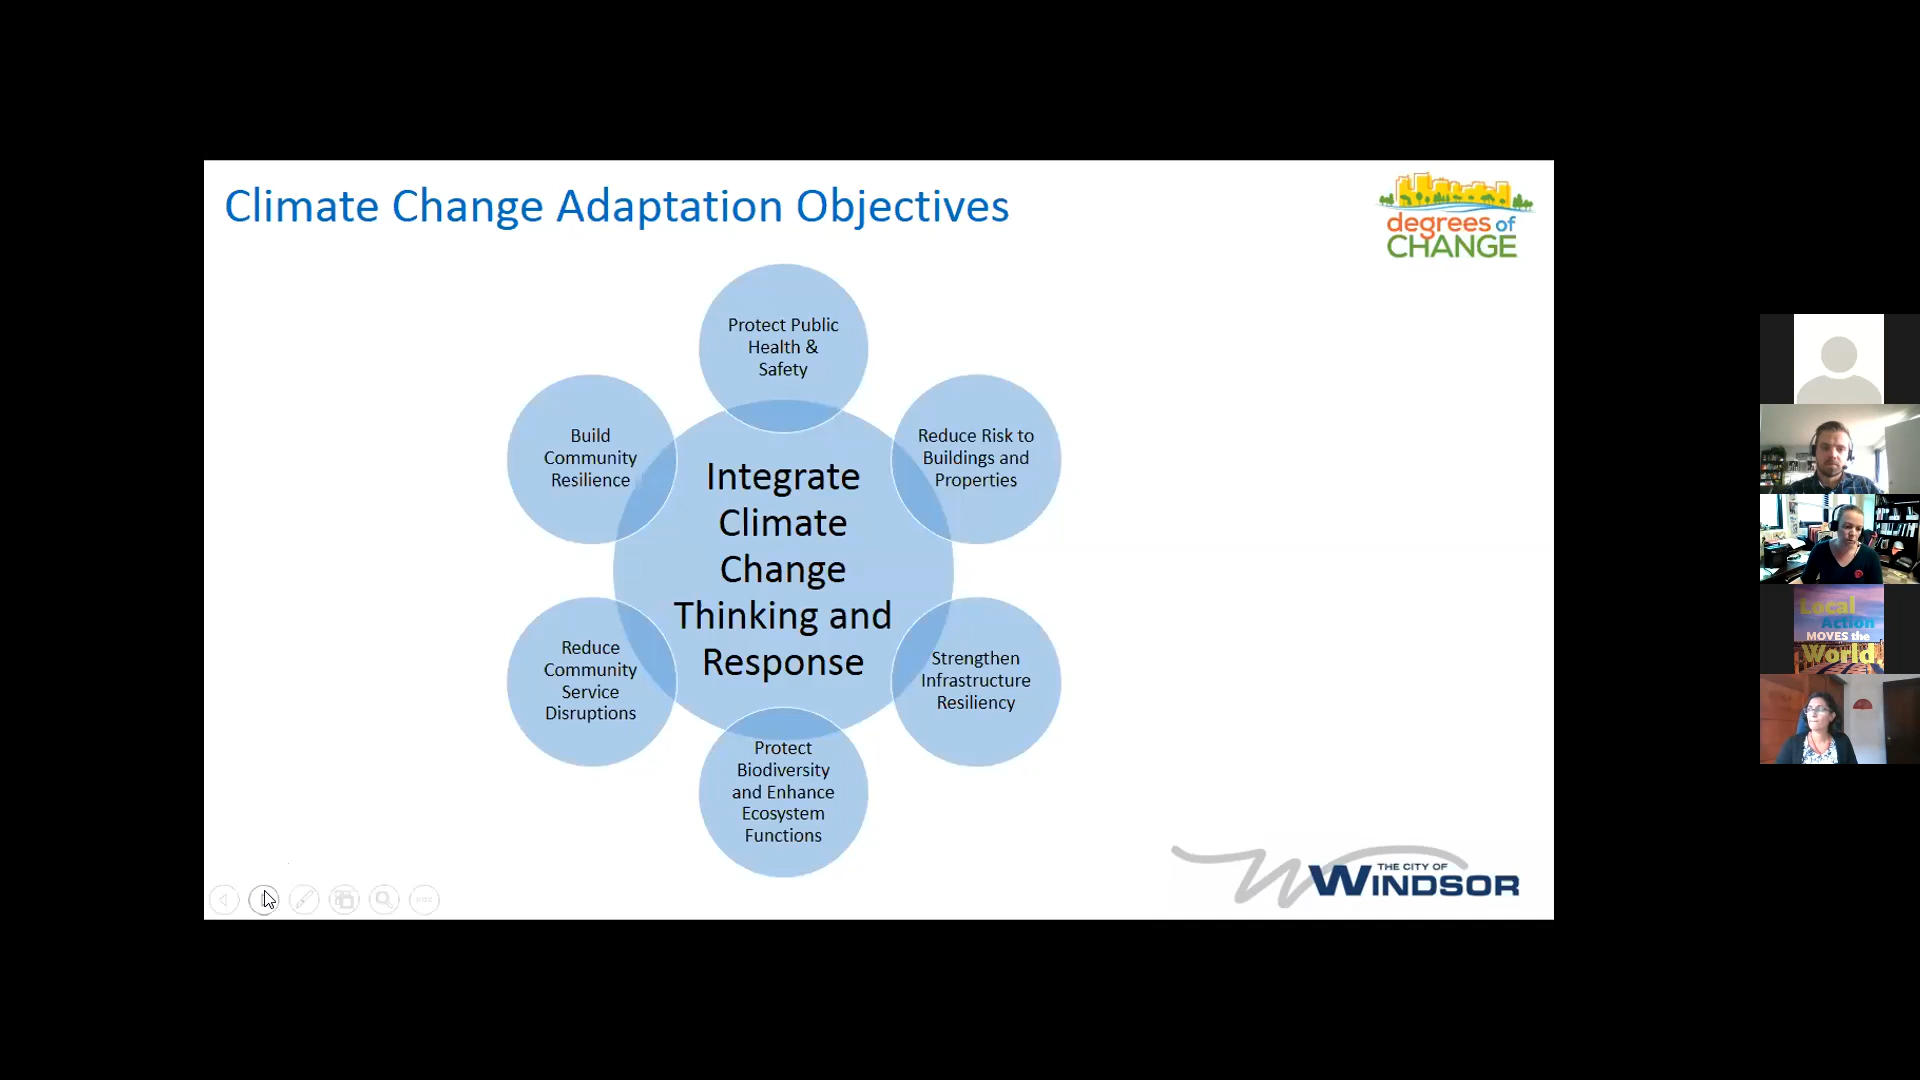 Climate Change Adaptation Objectives
degrees of
CHANGE
Protect Public
Health &
Safety
Build
Community
Resilience
Reduce Risk to
Buildings and
Properties
Integrate
Climate
Change
Thinking and
Response
Reduce
Community
Service
Disruptions
Strengthen
Infrastructure
Resiliency
Protect
Biodiversity
and Enhance
Ecosystem
Functions
THE CITY OF
WINDSOR
Local
Action
MOVES the
World.